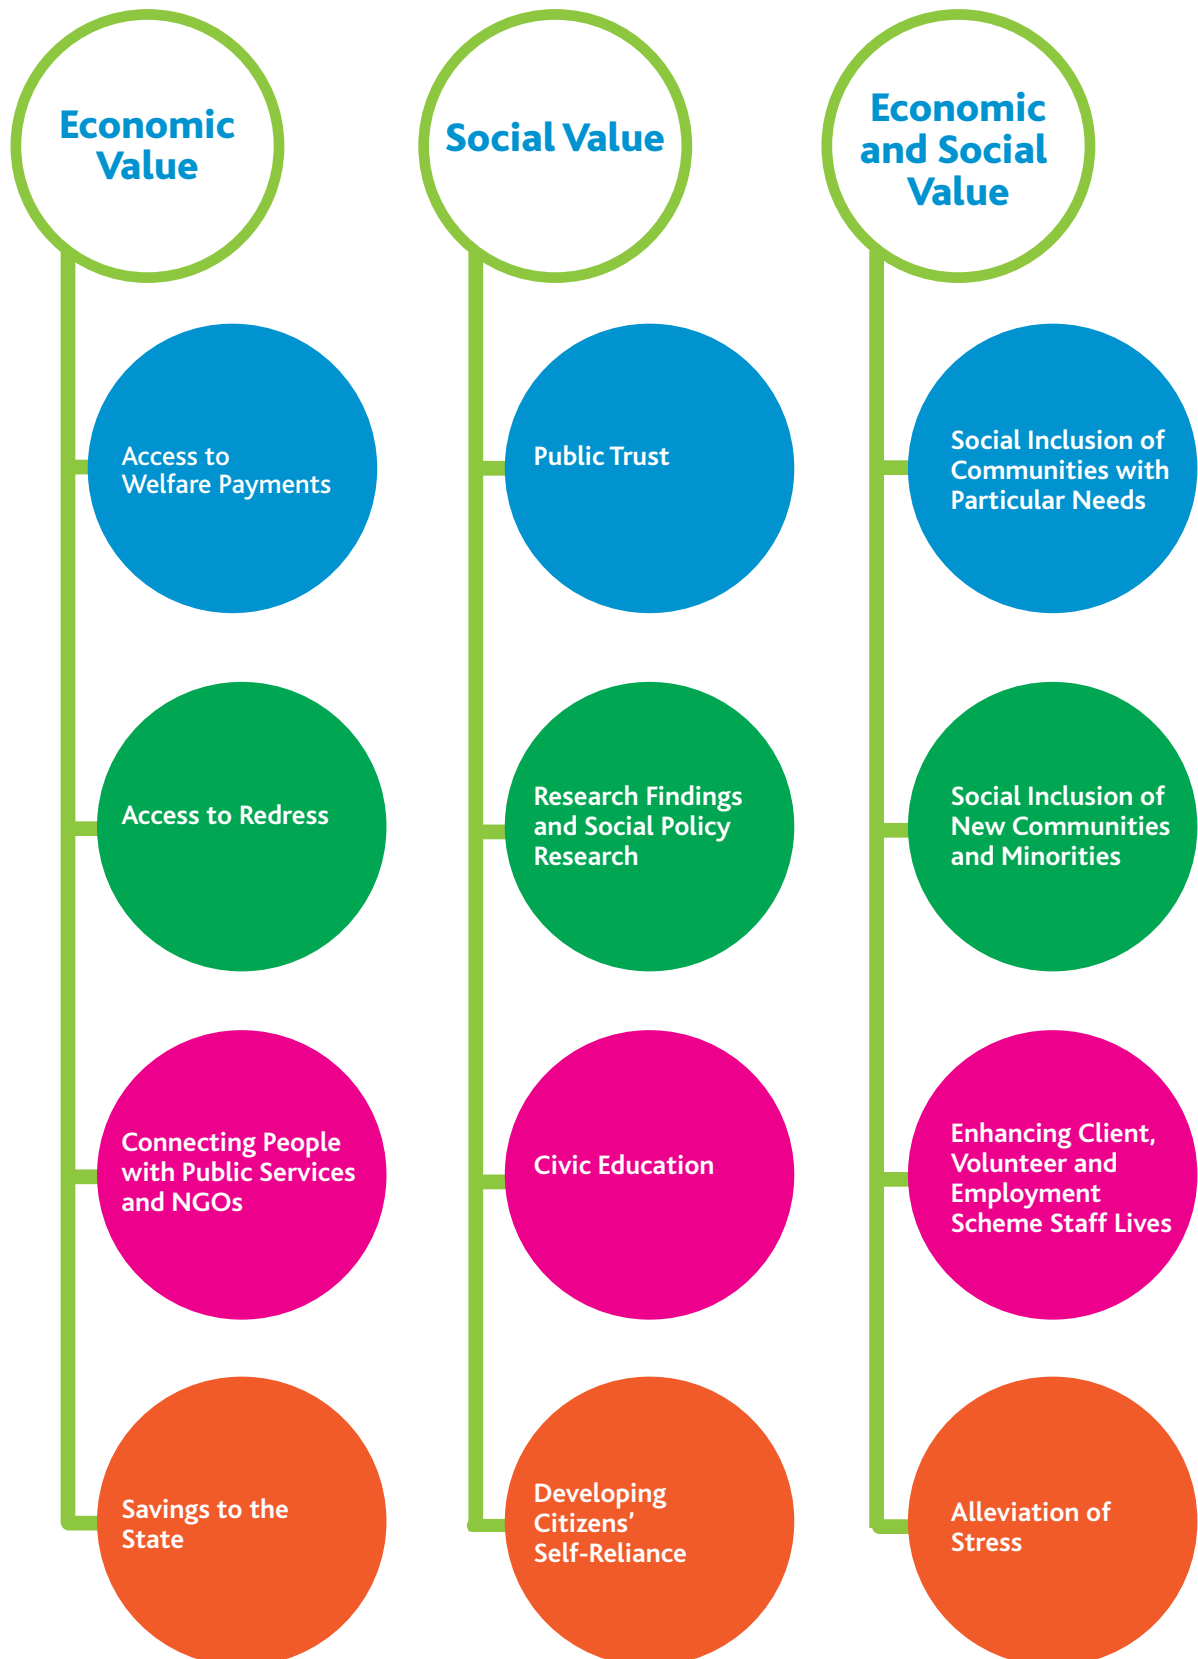 Economic
Value
Access to
Welfare Payments
Access to Redress
Connecting People
with Public Services
and NGOs
Savings to the
State
Social Value
Public Trust
Research Findings
and Social Policy
Research
Civic Education
Developing
Citizens’
Self-Reliance
Economic
and Social
Value
Social Inclusion of
Communities with
Particular Needs
Social Inclusion of
New Communities
and Minorities
Enhancing Client,
Volunteer and
Employment
Scheme Staff Lives
Alleviation of
Stress